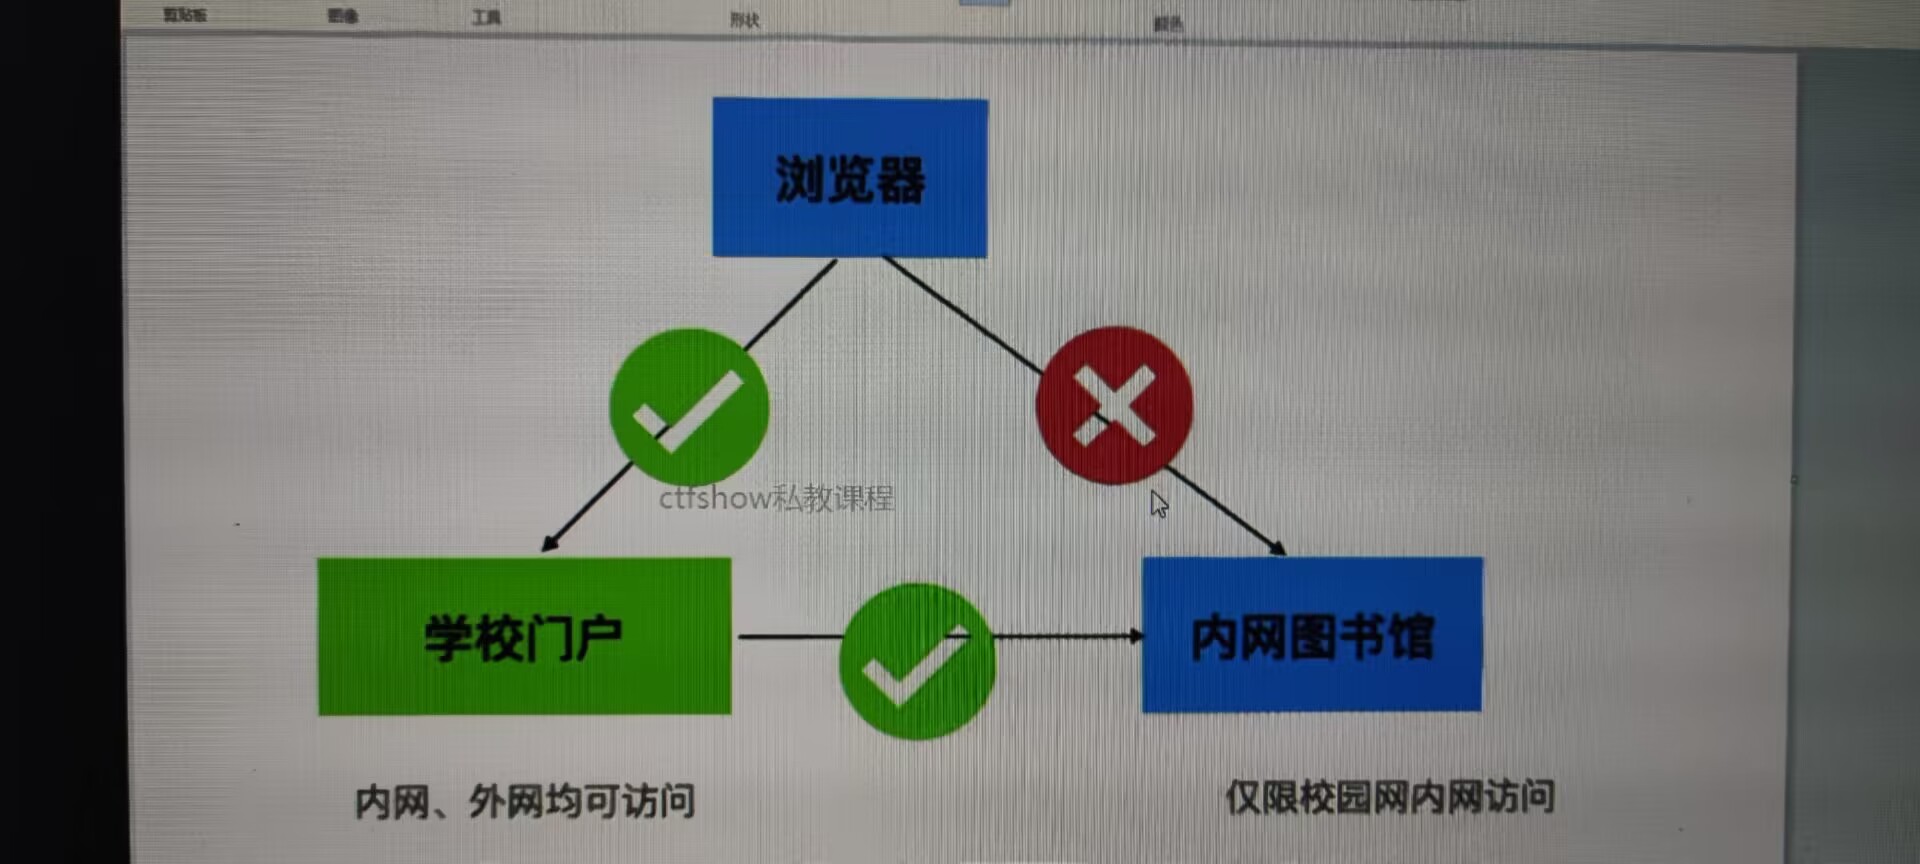 剪贴板
图像
工具
形状
颜色
浏览器
ctfshow私教课程
学校门户
内网图书馆
内网、外网均可访问
仅限校园网内网访问